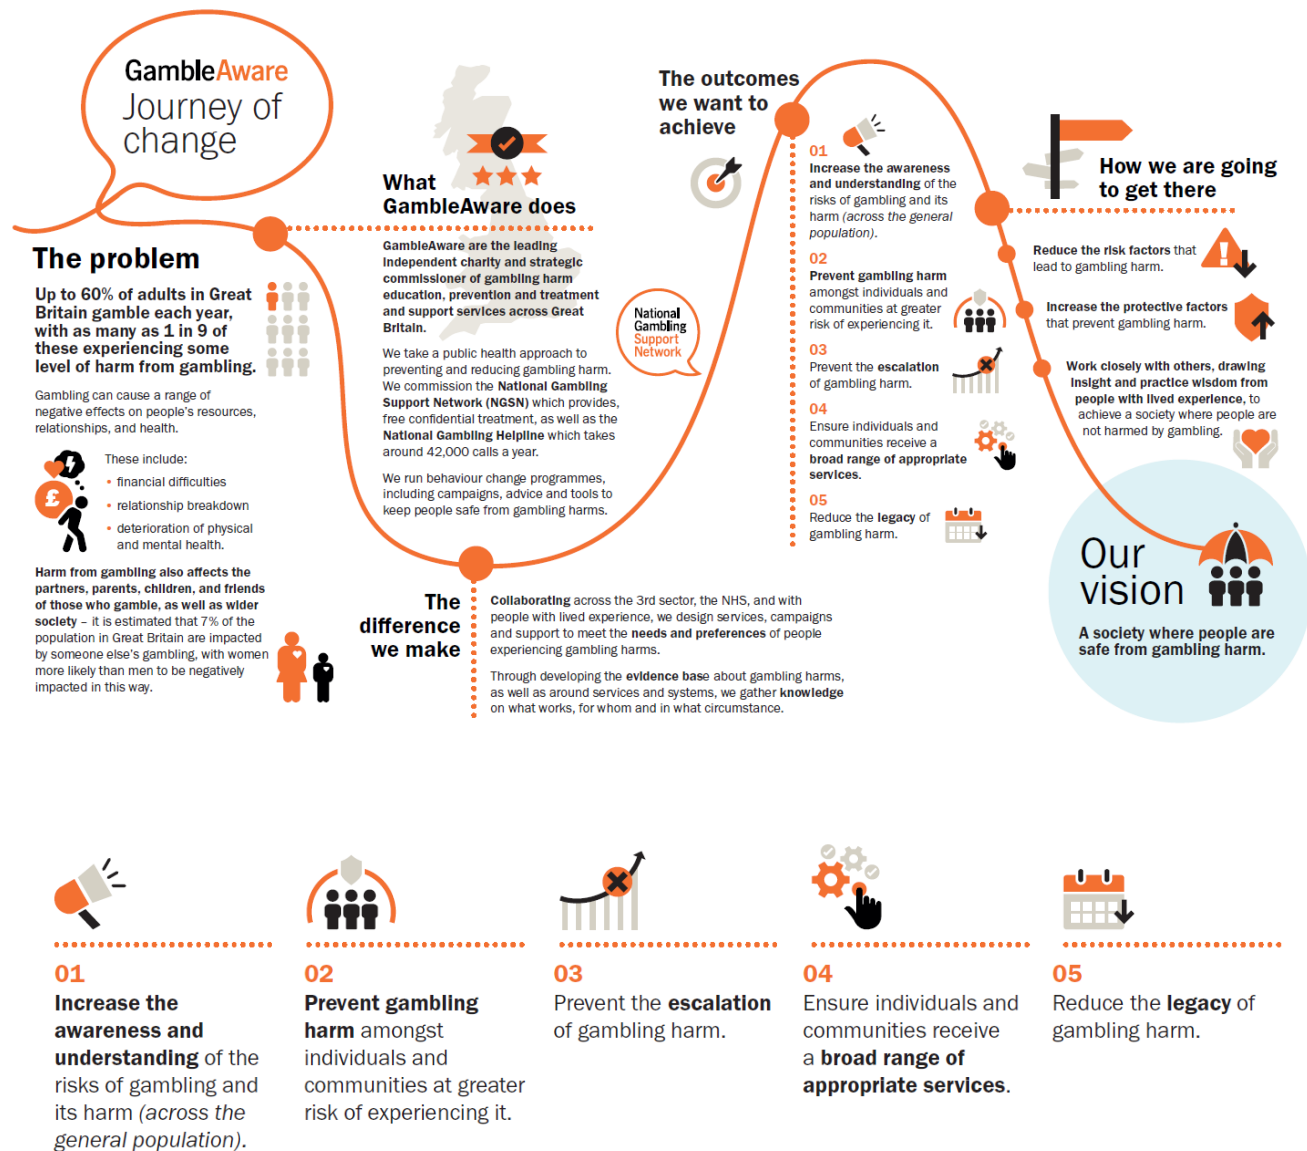 GambleAware
Journey of
change
The problem
Up to 60% of adults in Great
Britain gamble each year,
with as many as 1 in 9 of
these experiencing some
level of harm from gambling.
Gambling can cause a range of
negative effects on people's resources,
relationships, and health.
These include:
• financial difficulties
• relationship breakdown
• deterioration of physical
and mental health.
£
Harm from gambling also affects the
partners, parents, children, and friends
of those who gamble, as well as wider
society – it is estimated that 7% of the
population in Great Britain are impacted
by someone else's gambling, with women
more likely than men to be negatively
impacted in this way.
What
GambleAware does
GambleAware are the leading
independent charity and strategic
commissioner of gambling harm
education, prevention and treatment
and support services across Great
Britain.
We take a public health approach to
preventing and reducing gambling harm.
We commission the National Gambling
Support Network (NGSN) which provides,
free confidential treatment, as well as the
National Gambling Helpline which takes
around 42,000 calls a year.
We run behaviour change programmes,
including campaigns, advice and tools to
keep people safe from gambling harms.
National
Gambling
Support
Network
The
difference
we make
Collaborating across the 3rd sector, the NHS, and with
people with lived experience, we design services, campaigns
and support to meet the needs and preferences of people
experiencing gambling harms.
Through developing the evidence base about gambling harms,
as well as around services and systems, we gather knowledge
on what works, for whom and in what circumstance.
The outcomes
we want to
achieve
01
Increase the awareness
and understanding of the
risks of gambling and its
harm (across the general
population).
02
Prevent gambling harm
amongst individuals and
communities at greater
risk of experiencing it.
03
Prevent the escalation
of gambling harm.
04
Ensure individuals and
communities receive a
broad range of appropriate
services.
05
Reduce the legacy of
gambling harm.
How we are going
to get there
Reduce the risk factors that
lead to gambling harm.
Increase the protective factors
that prevent gambling harm.
Work closely with others, drawing
insight and practice wisdom from
people with lived experience, to
achieve a society where people are
not harmed by gambling.
Our
vision
A society where people are
safe from gambling harm.
01
Increase the
awareness and
understanding of the
risks of gambling and
its harm (across the
general population).
02
Prevent gambling
harm amongst
individuals and
communities at greater
risk of experiencing it.
03
Prevent the escalation
of gambling harm.
04
Ensure individuals and
communities receive
a broad range of
appropriate services.
05
Reduce the legacy of
gambling harm.